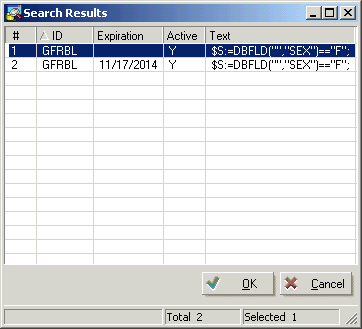 Search Results
# ID Expiration Active Text
1 GFRBL Y $S:=DBFLD("","SEX")=="F";
2 GFRBL 11/17/2014 Y $S:=DBFLD("","SEX")=="F";
OK Cancel
Total 2 Selected 1